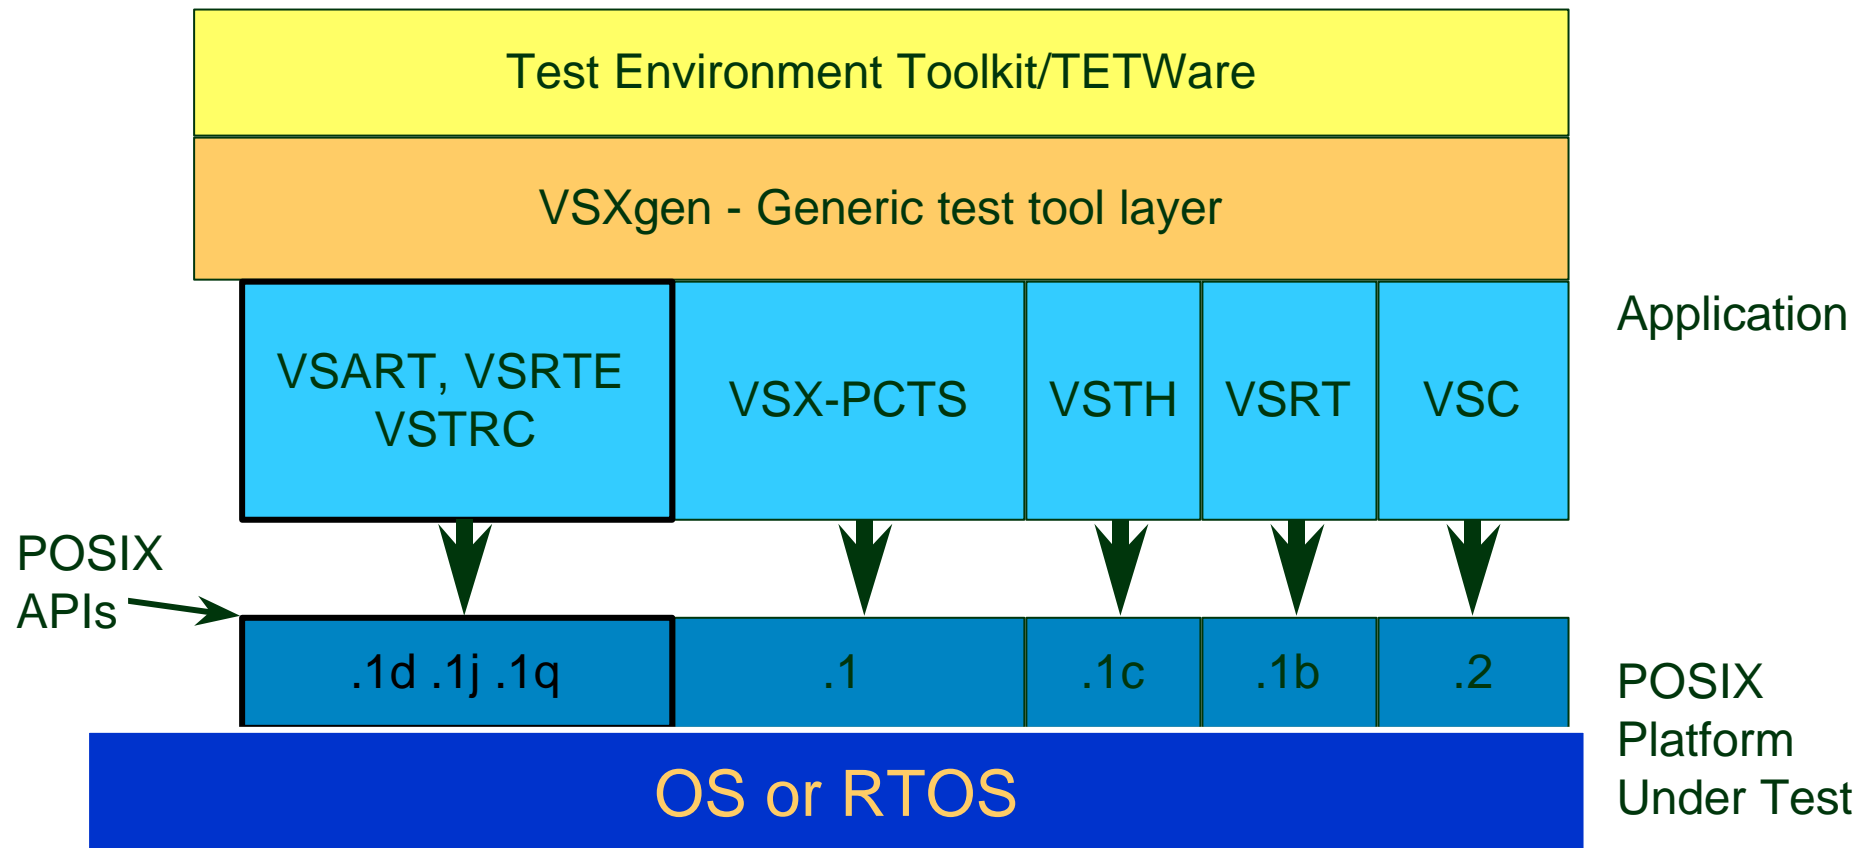 Test Environment Toolkit/TETWare
VSXgen - Generic test tool layer
Application
VSART, VSRTE
VSTRC
VSX-PCTS
VSTH
VSRT
VSC
POSIX
APIs
.1d .1j .1q
.1
.1c
.1b
.2
POSIX
Platform
Under Test
OS or RTOS